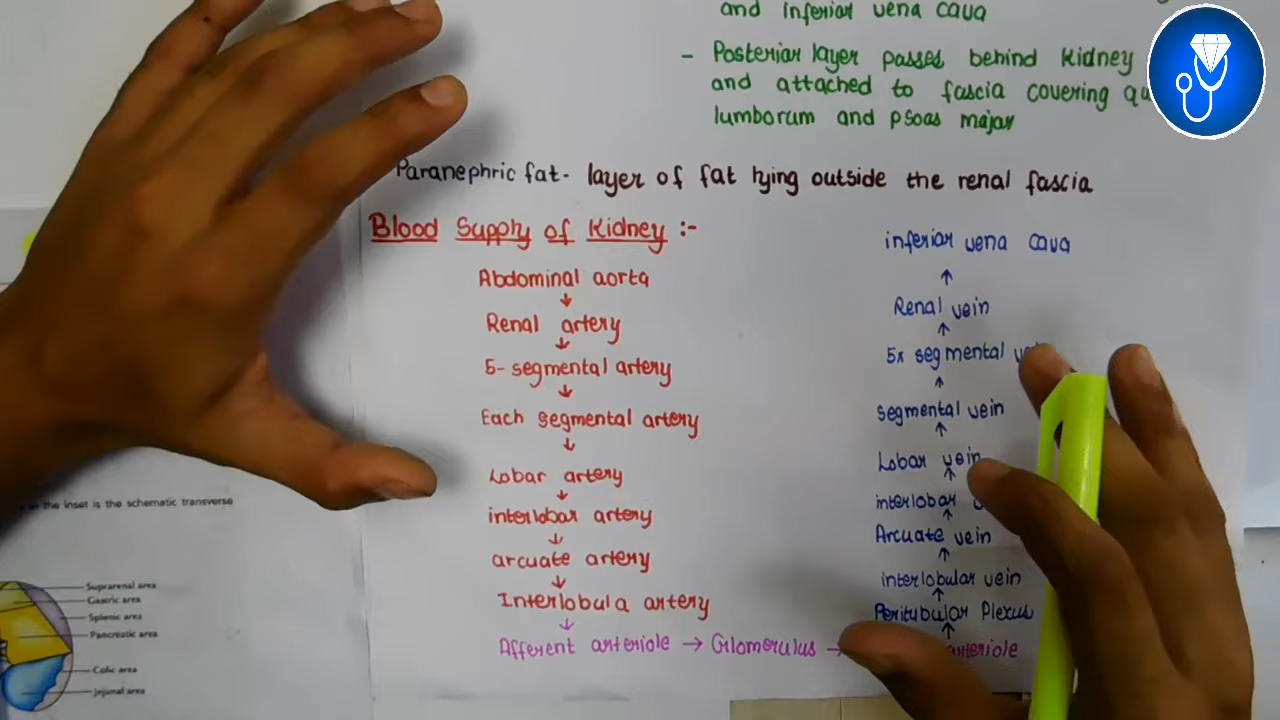 and inferior vena cava
- Posterior layer passes behind kidney
and attached to fascia covering
lumborum and psoas major
Paranephric fat- layer of fat lying outside the renal fascia
Blood Supply of Kidney :-
Abdominal aorta
↓
Renal artery
↓
5- segmental artery
↓
Each segmental artery
↓
Lobar artery
↓
interlobar artery
↓
arcuate artery
↓
Interlobula artery
↓
Afferent arteriole → Glomerulus →
inferior vena cava
↑
Renal vein
↑
5x segmental
↑
segmental vein
↑
Lobar vein
↑
interlobar
↑
Arcuate vein
↑
interlobular vein
↑
Peritubular Plexus
↑
in the inset is the schematic transverse
Suprarenal area
Gastric area
Splenic area
Pancreatic area
Colic area
Jejunal area